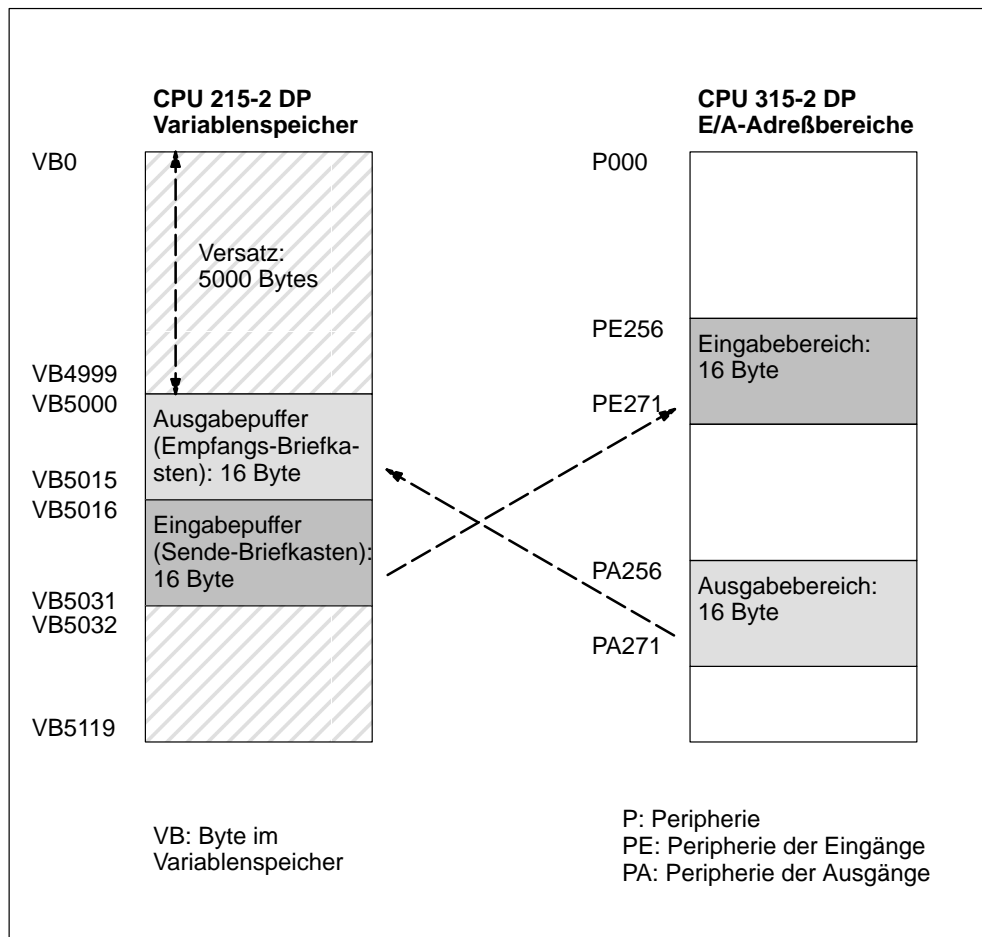 CPU 215-2 DP
Variablenspeicher
VB0
Versatz:
5000 Bytes
VB4999
VB5000
Ausgabepuffer
(Empfangs-Briefka-
sten): 16 Byte
VB5015
VB5016
Eingabepuffer
(Sende-Briefkasten):
16 Byte
VB5031
VB5032
VB5119
VB: Byte im
Variablenspeicher
CPU 315-2 DP
E/A-Adreßbereiche
P000
PE256
Eingabebereich:
16 Byte
PE271
PA256
Ausgabebereich:
16 Byte
PA271
P: Peripherie
PE: Peripherie der Eingänge
PA: Peripherie der Ausgänge